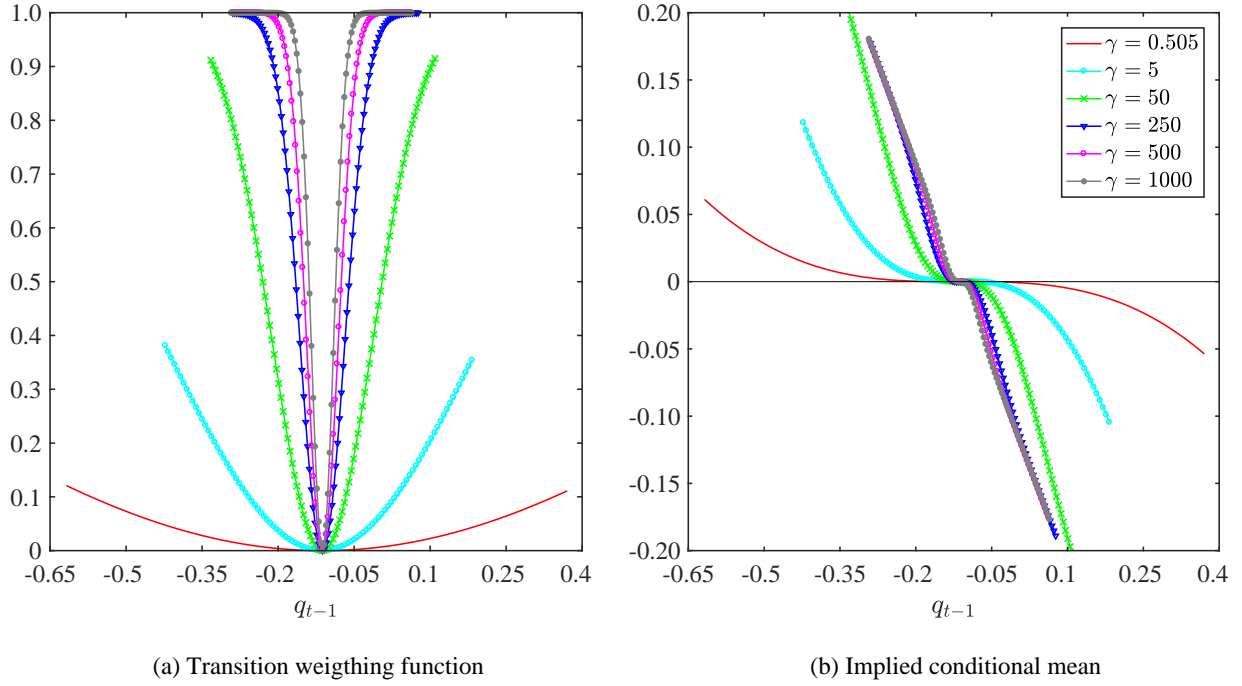 1.0
0.9
0.8
0.7
0.6
0.5
0.4
0.3
0.2
0.1
0
-0.65 -0.5 -0.35 -0.2 -0.05 0.1 0.25 0.4
q_{t-1}
(a) Transition weigthing function
0.20
0.15
0.10
0.05
0
-0.05
-0.10
-0.15
-0.20
-0.65 -0.5 -0.35 -0.2 -0.05 0.1 0.25 0.4
q_{t-1}
γ = 0.505
γ = 5
γ = 50
γ = 250
γ = 500
γ = 1000
(b) Implied conditional mean